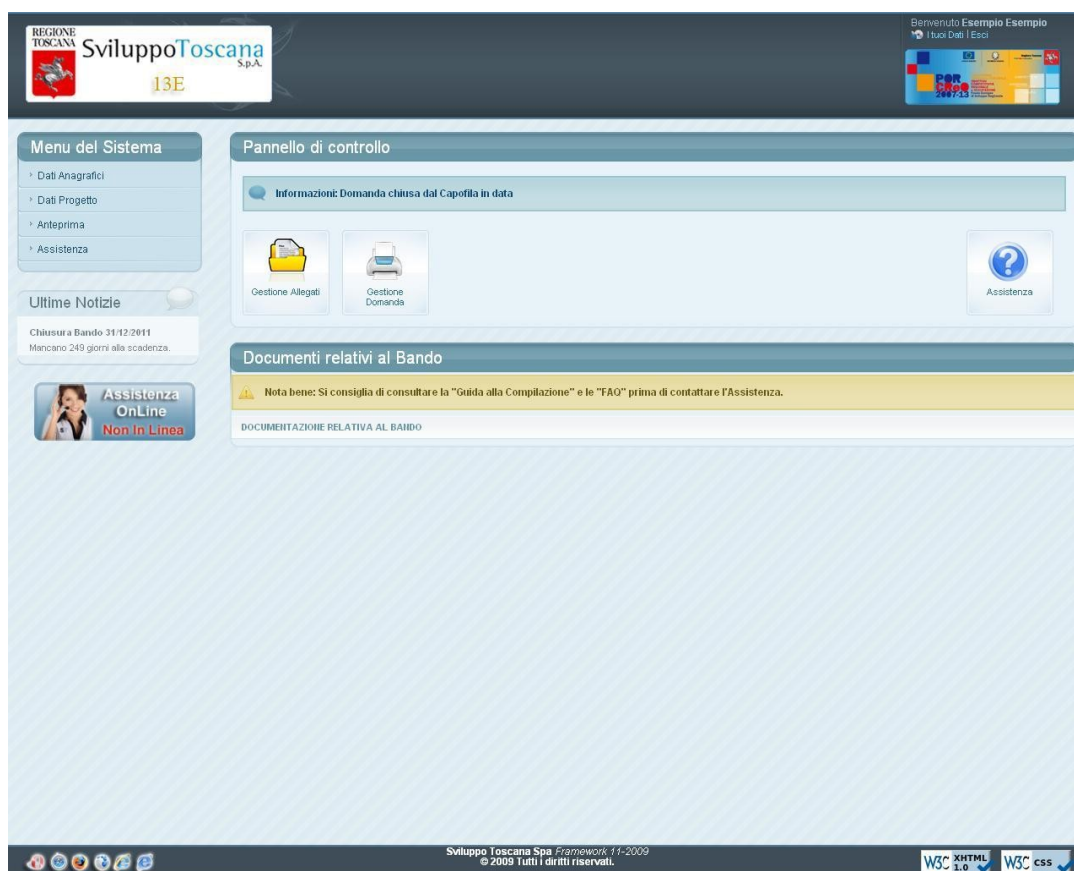 REGIONE
TOSCANA
SviluppoToscana
S.p.A.
13E
Benvenuto Esempio Esempio
I tuoi Dati | Esci
POR
CReO
2007-13
Menu del Sistema
Dati Anagrafici
Dati Progetto
Anteprima
Assistenza
Ultime Notizie
Chiusura Bando 31/12/2011
Mancano 249 giorni alla scadenza.
Assistenza
OnLine
Non In Linea
Pannello di controllo
Informazioni: Domanda chiusa dal Capofila in data
Gestione Allegati
Gestione
Domanda
Assistenza
Documenti relativi al Bando
Nota bene: Si consiglia di consultare la "Guida alla Compilazione" e le "FAQ" prima di contattare l'Assistenza.
DOCUMENTAZIONE RELATIVA AL BANDO
Sviluppo Toscana Spa Framework 11-2009
© 2009 Tutti i diritti riservati.
W3C XHTML 1.0
W3C css